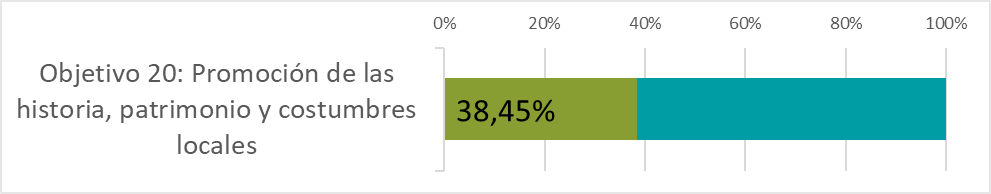 0% 20% 40% 60% 80% 100%
Objetivo 20: Promoción de las
historia, patrimonio y costumbres
locales
38,45%